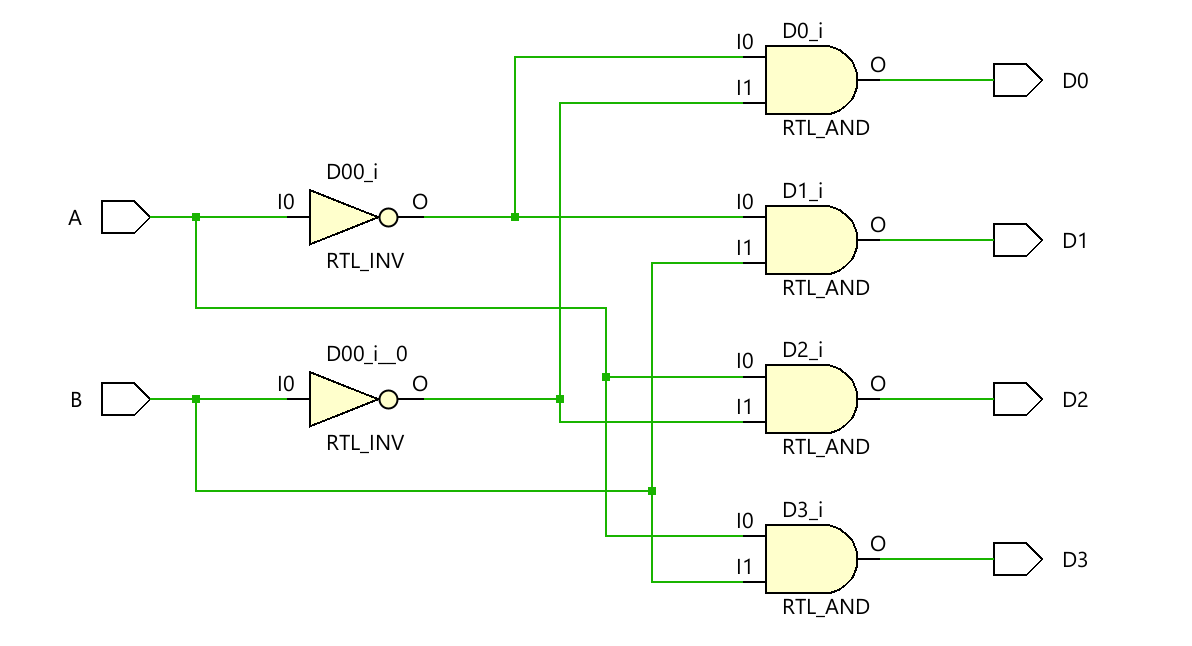 D0_i
I0
O
I1
D0
RTL_AND
D00_i
D1_i
A
I0
O
I0
O
I1
D1
RTL_INV
RTL_AND
D00_i__0
D2_i
B
I0
O
I0
O
I1
D2
RTL_INV
RTL_AND
D3_i
I0
O
I1
D3
RTL_AND